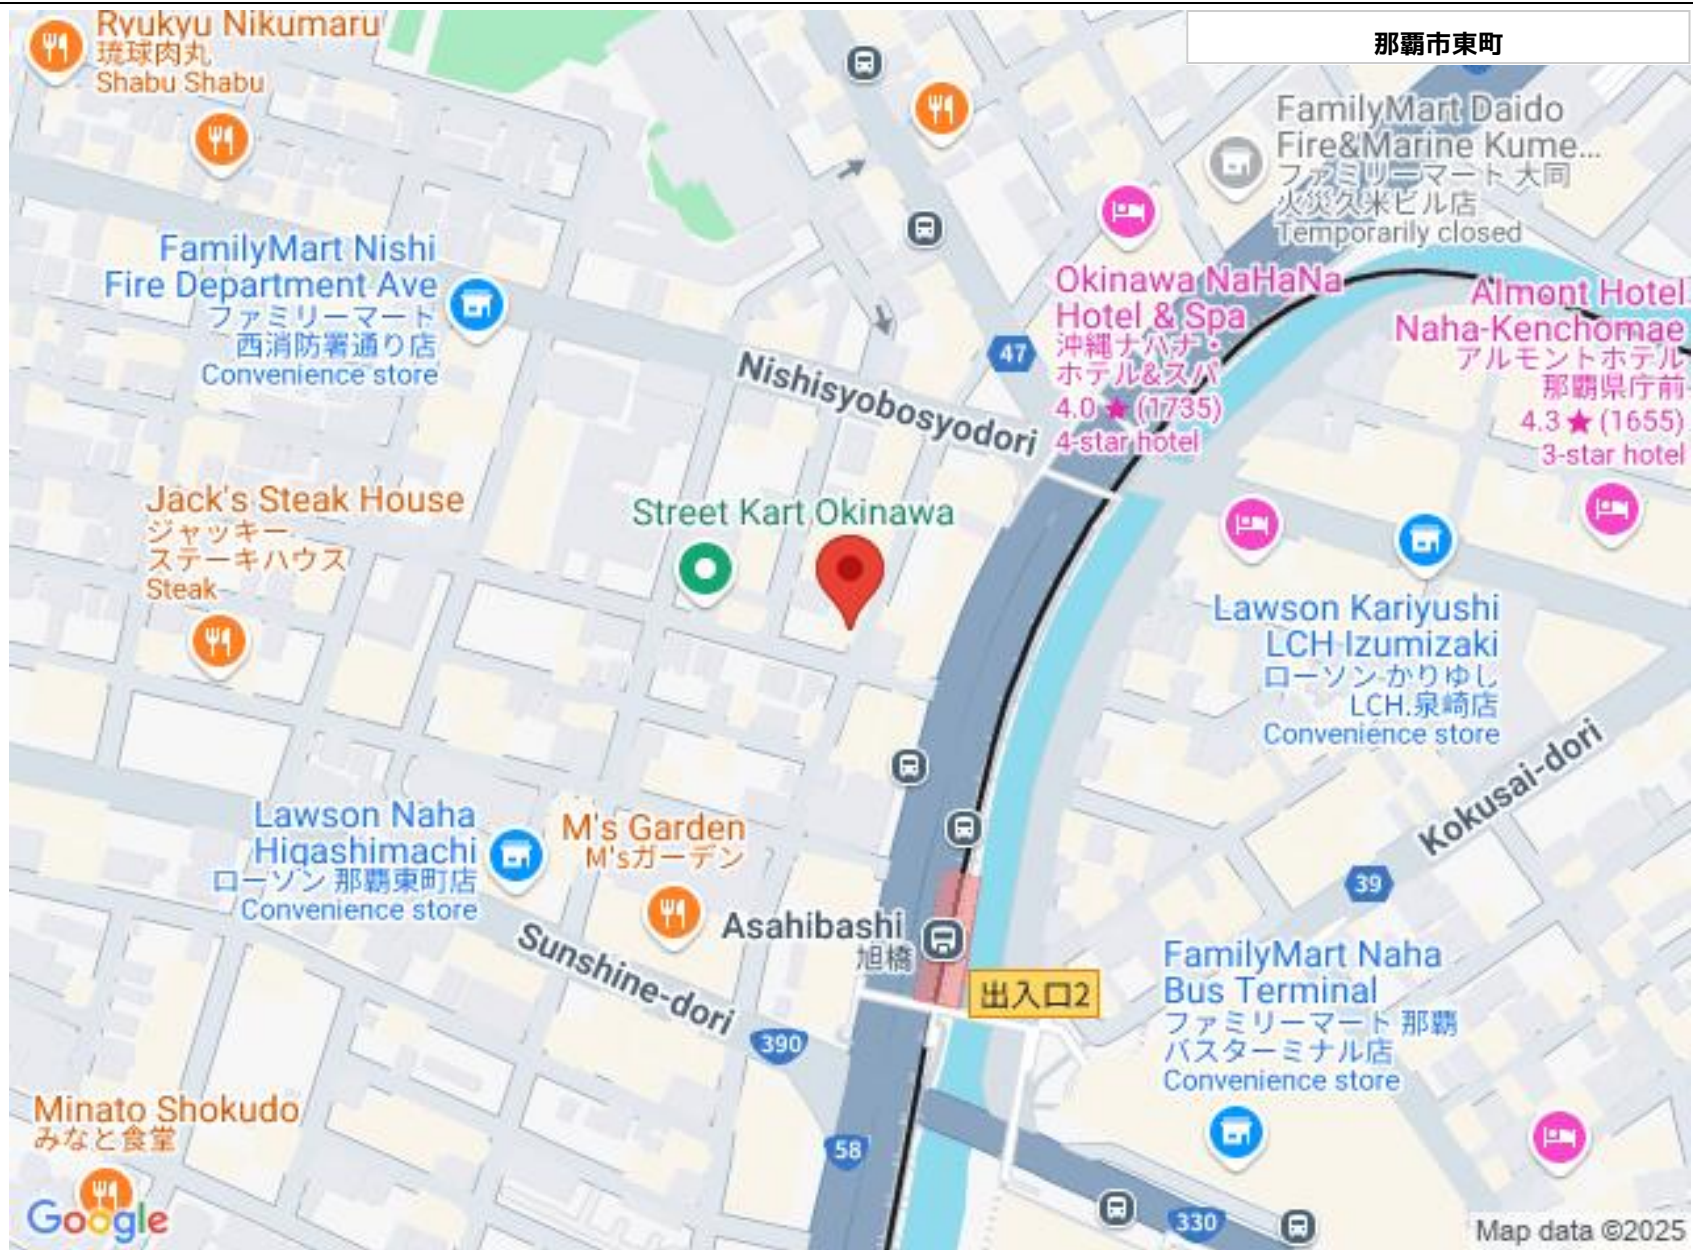 那覇市東町
Ryukyu Nikumaru
琉球肉丸
Shabu Shabu
FamilyMart Daido
Fire&Marine Kume...
ファミリーマート 大同
火災久米ビル店
Temporarily closed
FamilyMart Nishi
Fire Department Ave
ファミリーマート
西消防署通り店
Convenience store
Okinawa NaHaNa
Hotel & Spa
沖縄ナハナ・
ホテル&スパ
4.0 ★ (1735)
4-star hotel
Almont Hotel
Naha-Kenchomae
アルモントホテル
那覇県庁前
4.3 ★ (1655)
3-star hotel
47
Nishisyobosyodori
Jack's Steak House
ジャッキー
ステーキハウス
Steak
Street Kart Okinawa
Lawson Kariyushi
LCH Izumizaki
ローソン かりゆし
LCH.泉崎店
Convenience store
Kokusai-dori
39
Lawson Naha
Higashimachi
ローソン 那覇東町店
Convenience store
M's Garden
M'sガーデン
Asahibashi
旭橋
出入口2
Sunshine-dori
390
FamilyMart Naha
Bus Terminal
ファミリーマート 那覇
バスターミナル店
Convenience store
Minato Shokudo
みなと食堂
58
330
Google
Map data ©2025